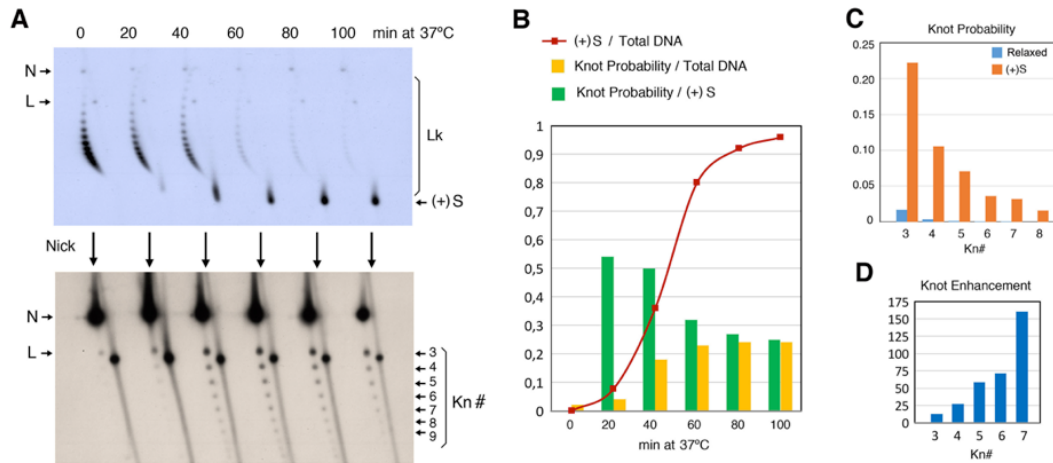 A
0 20 40 60 80 100 min at 37ºC
N
L
Lk
(+)S
Nick
N
L
3
4
5
6
7
8
9
Kn#
B
(+)S / Total DNA
Knot Probability / Total DNA
Knot Probability / (+) S
1
0,9
0,8
0,7
0,6
0,5
0,4
0,3
0,2
0,1
0
0 20 40 60 80 100
min at 37ºC
C
Knot Probability
Relaxed
(+)S
0.25
0.20
0.15
0.10
0.05
0.00
3 4 5 6 7 8
Kn#
D
Knot Enhancement
175
150
125
100
75
50
25
0
3 4 5 6 7
Kn#